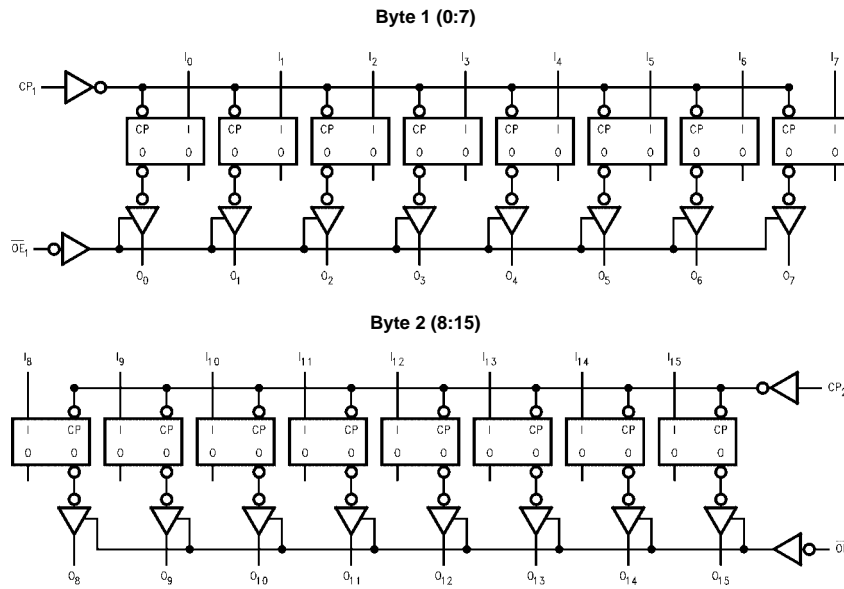 Byte 1 (0:7)
I0 I1 I2 I3 I4 I5 I6 I7
CP1
CP I CP I CP I CP I CP I CP I CP I CP I
O O O O O O O O O O O O O O O O
OE1
O0 O1 O2 O3 O4 O5 O6 O7
Byte 2 (8:15)
I8 I9 I10 I11 I12 I13 I14 I15
CP2
I CP I CP I CP I CP I CP I CP I CP I CP
O O O O O O O O O O O O O O O O
O8 O9 O10 O11 O12 O13 O14 O15